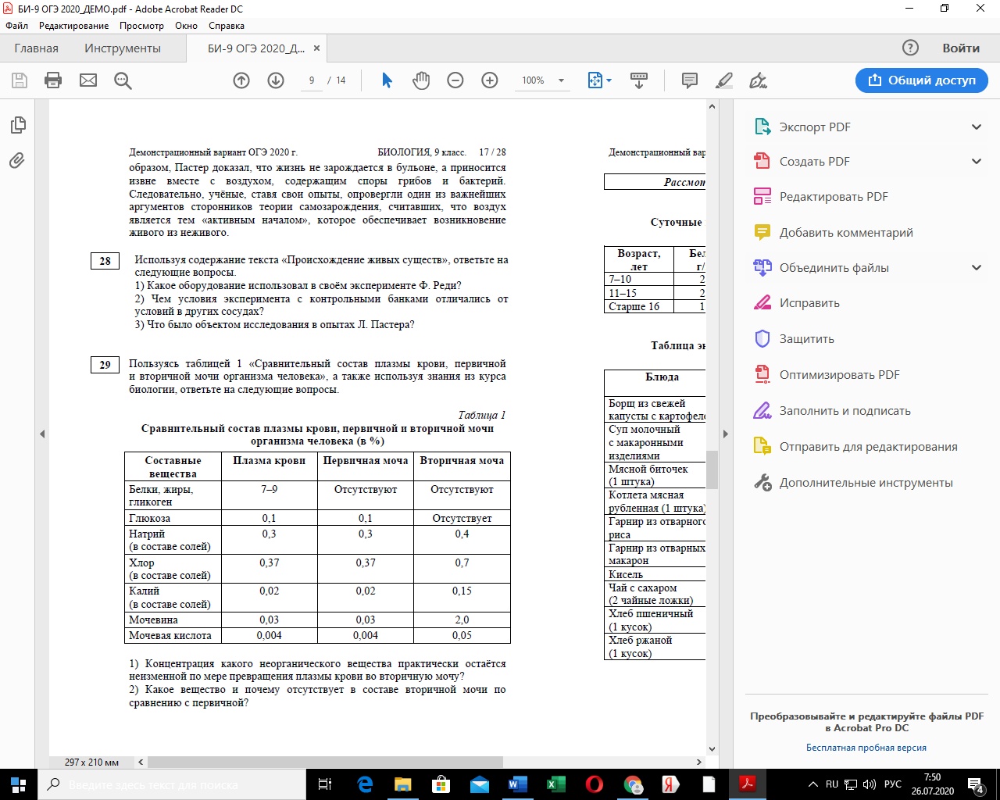 БИ-9 ОГЭ 2020_ДЕМО.pdf - Adobe Acrobat Reader DC
Файл Редактирование Просмотр Окно Справка
Главная Инструменты БИ-9 ОГЭ 2020_Д... × Войти
9 / 14 100% Общий доступ
Демонстрационный вариант ОГЭ 2020 г. БИОЛОГИЯ, 9 класс. 17 / 28
образом, Пастер доказал, что жизнь не зарождается в бульоне, а приносится
извне вместе с воздухом, содержащим споры грибов и бактерий.
Следовательно, учёные, ставя свои опыты, опровергли один из важнейших
аргументов сторонников теории самозарождения, считавших, что воздух
является тем «активным началом», которое обеспечивает возникновение
живого из неживого.
28 Используя содержание текста «Происхождение живых существ», ответьте на
следующие вопросы.
1) Какое оборудование использовал в своём эксперименте Ф. Реди?
2) Чем условия эксперимента с контрольными банками отличались от
условий в других сосудах?
3) Что было объектом исследования в опытах Л. Пастера?
29 Пользуясь таблицей 1 «Сравнительный состав плазмы крови, первичной
и вторичной мочи организма человека», а также используя знания из курса
биологии, ответьте на следующие вопросы.
Таблица 1
Сравнительный состав плазмы крови, первичной и вторичной мочи
организма человека (в %)
Составные Плазма крови Первичная моча Вторичная моча
вещества
Белки, жиры, 7–9 Отсутствуют Отсутствуют
гликоген
Глюкоза 0,1 0,1 Отсутствует
Натрий 0,3 0,3 0,4
(в составе солей)
Хлор 0,37 0,37 0,7
(в составе солей)
Калий 0,02 0,02 0,15
(в составе солей)
Мочевина 0,03 0,03 2,0
Мочевая кислота 0,004 0,004 0,05
1) Концентрация какого неорганического вещества практически остаётся
неизменной по мере превращения плазмы крови во вторичную мочу?
2) Какое вещество и почему отсутствует в составе вторичной мочи по
сравнению с первичной?
Демонстрационный вар
Рассмот
Суточные
Возраст, Бел
лет г/
7–10 2
11–15 2
Старше 16 1
Таблица эн
Блюда
Борщ из свежей
капусты с картофеле
Суп молочный
с макаронными
изделиями
Мясной биточек
(1 штука)
Котлета мясная
рубленная (1 штука)
Гарнир из отварного
риса
Гарнир из отварных
макарон
Кисель
Чай с сахаром
(2 чайные ложки)
Хлеб пшеничный
(1 кусок)
Хлеб ржаной
(1 кусок)
Экспорт PDF
Создать PDF
Редактировать PDF
Добавить комментарий
Объединить файлы
Исправить
Защитить
Оптимизировать PDF
Заполнить и подписать
Отправить для редактирования
Дополнительные инструменты
Преобразовывайте и редактируйте файлы PDF
в Acrobat Pro DC
Бесплатная пробная версия
297 x 210 мм
Введите здесь текст для поиска
RU РУС
7:50
26.07.2020
4